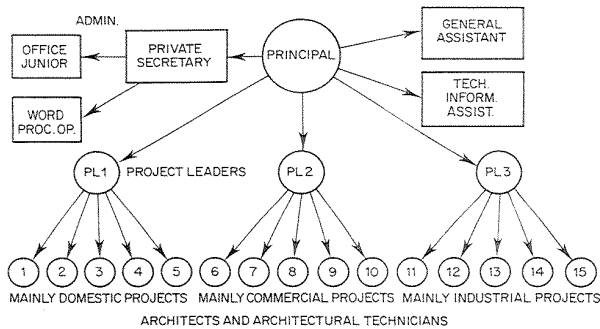 ADMIN.
OFFICE
JUNIOR
PRIVATE
SECRETARY
PRINCIPAL
GENERAL
ASSISTANT
WORD
PROC. OP.
TECH.
INFORM.
ASSIST.
PL1
PROJECT LEADERS
PL2
PL3
1 2 3 4 5 6 7 8 9 10 11 12 13 14 15
MAINLY DOMESTIC PROJECTS
MAINLY COMMERCIAL PROJECTS
MAINLY INDUSTRIAL PROJECTS
ARCHITECTS AND ARCHITECTURAL TECHNICIANS